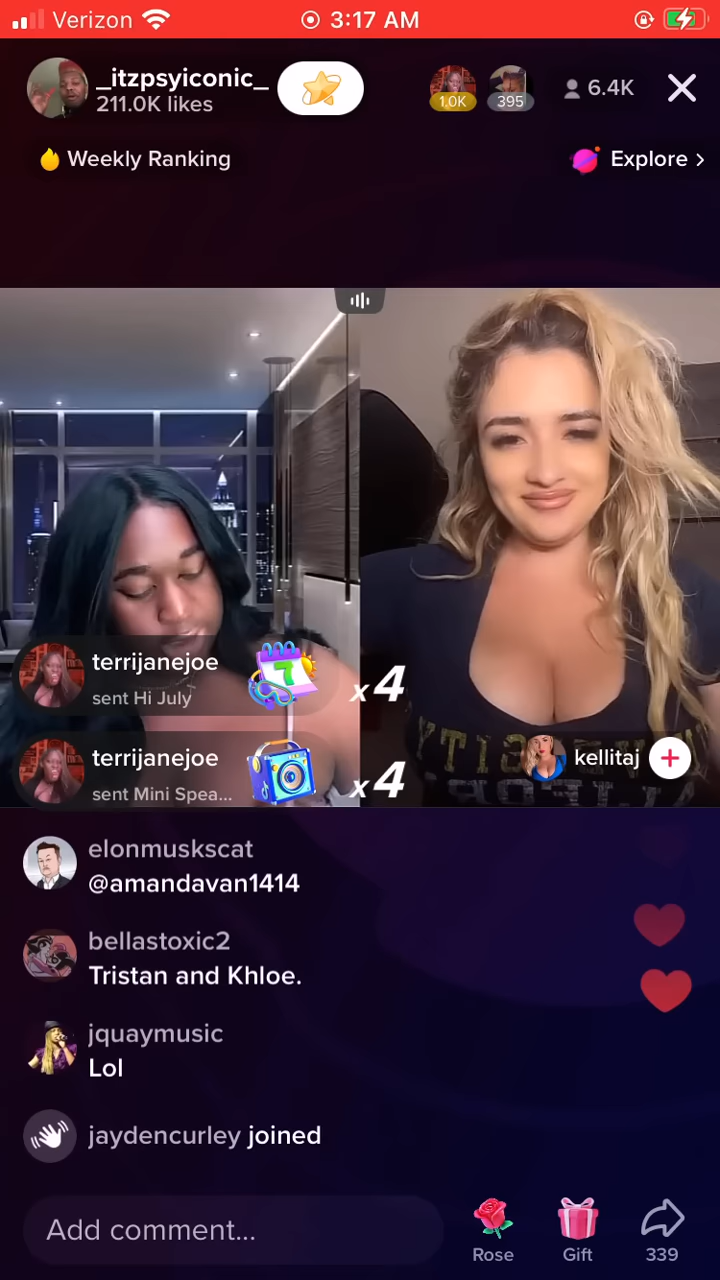 Verizon
3:17 AM
_itzpsyiconic_
211.0K likes
1.0K
395
6.4K
Weekly Ranking
Explore >
terrijanejoe
sent Hi July
7
x4
terrijanejoe
sent Mini Spea...
x4
kellitaj
elonmuskscat
@amandavan1414
bellastoxic2
Tristan and Khloe.
jquaymusic
Lol
jaydencurley joined
Add comment...
Rose
Gift
339